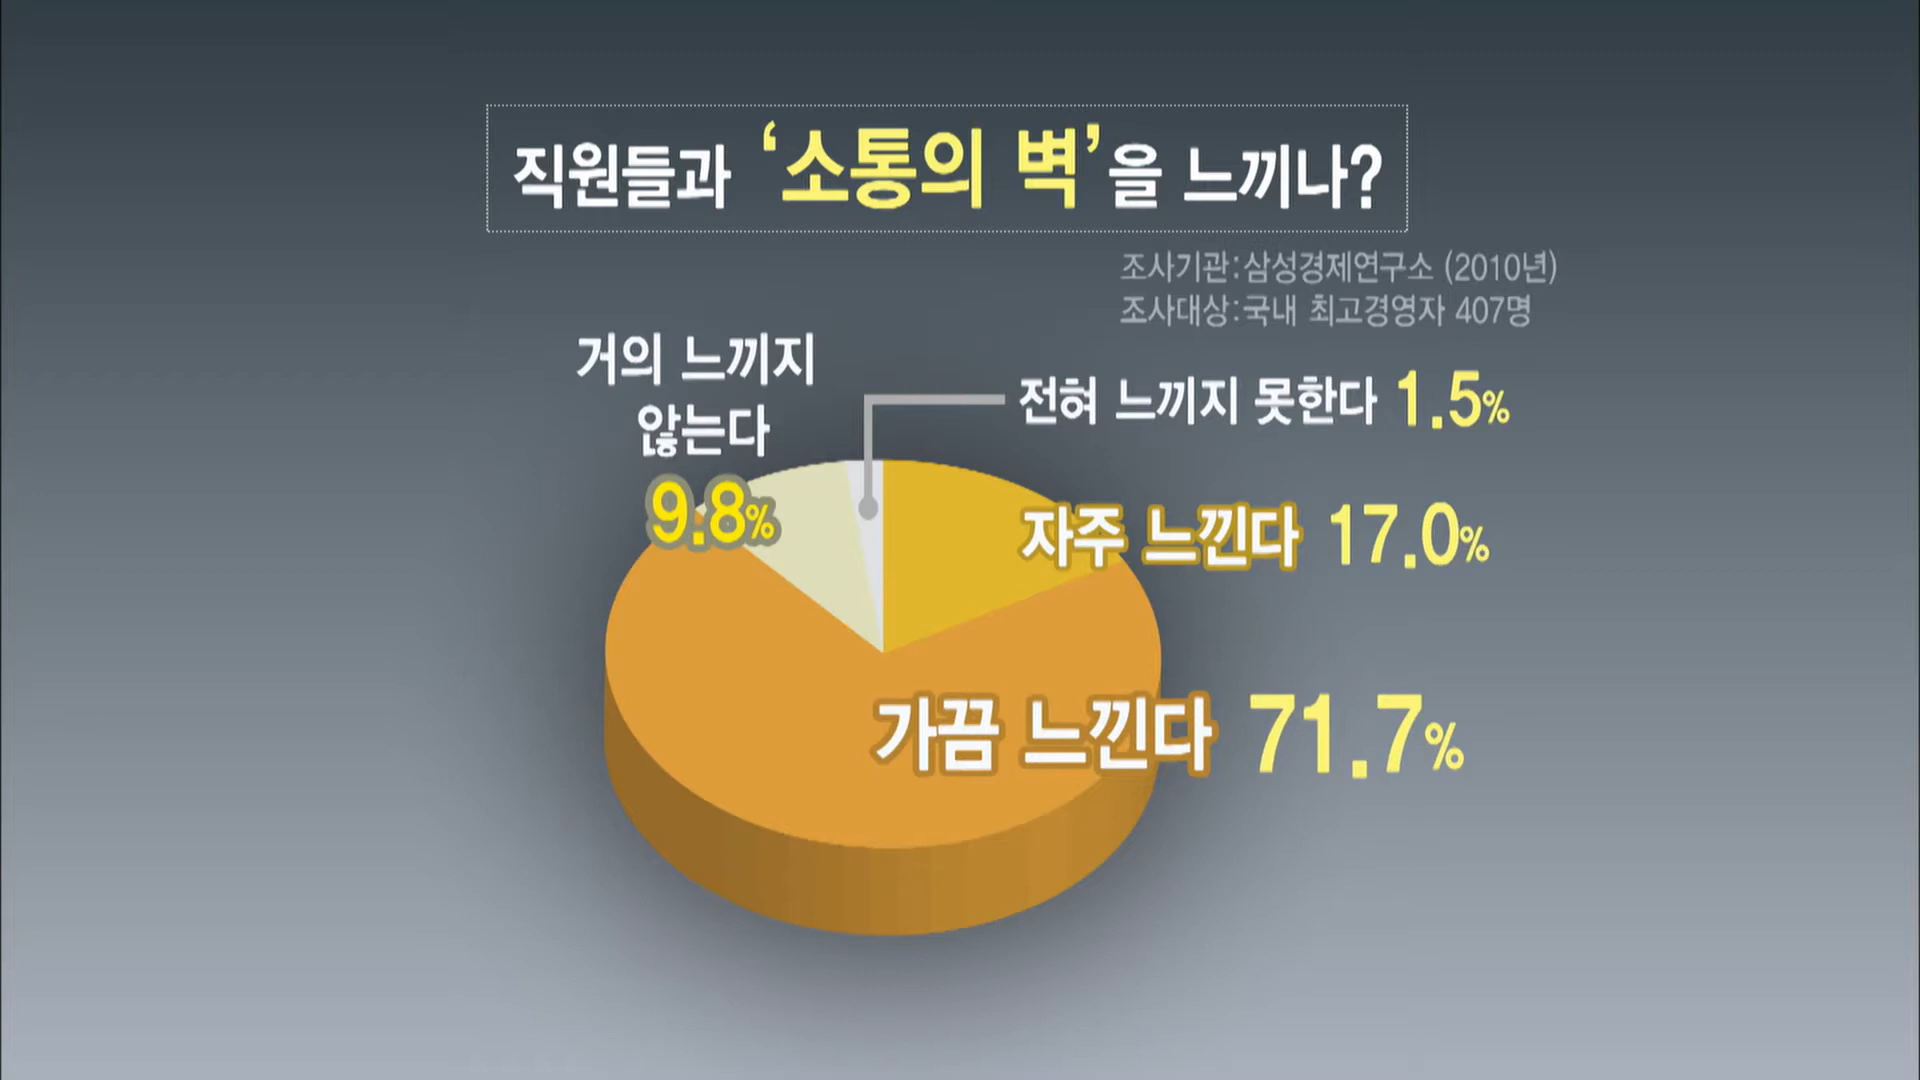 직원들과 ‘소통의 벽’을 느끼나?
조사기관:삼성경제연구소 (2010년)
조사대상:국내 최고경영자 407명
거의 느끼지
않는다
9.8%
전혀 느끼지 못한다 1.5%
자주 느낀다 17.0%
가끔 느낀다 71.7%